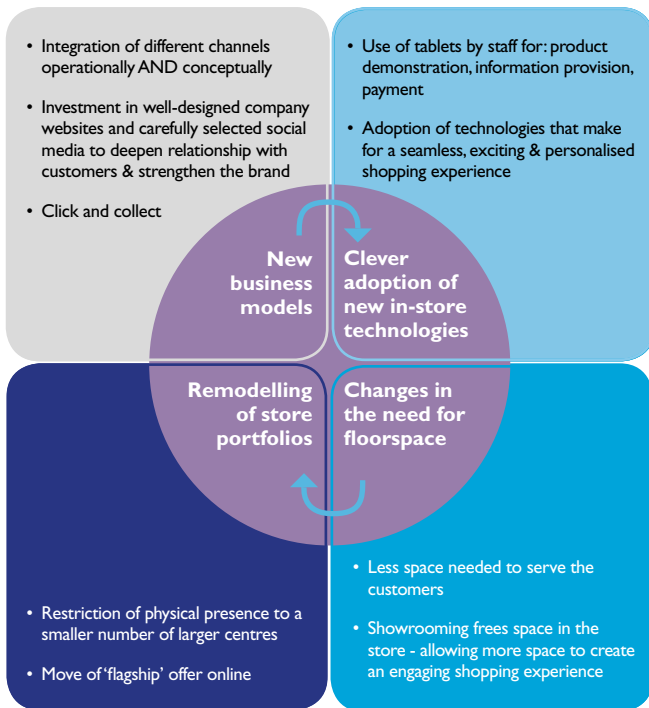 • Integration of different channels
operationally AND conceptually
• Investment in well-designed company
websites and carefully selected social
media to deepen relationship with
customers & strengthen the brand
• Click and collect
• Use of tablets by staff for: product
demonstration, information provision,
payment
• Adoption of technologies that make
for a seamless, exciting & personalised
shopping experience
New
business
models
Clever
adoption of
new in-store
technologies
Remodelling
of store
portfolios
Changes in
the need for
floorspace
• Restriction of physical presence to a
smaller number of larger centres
• Move of ‘flagship’ offer online
• Less space needed to serve the
customers
• Showrooming frees space in the
store - allowing more space to create
an engaging shopping experience